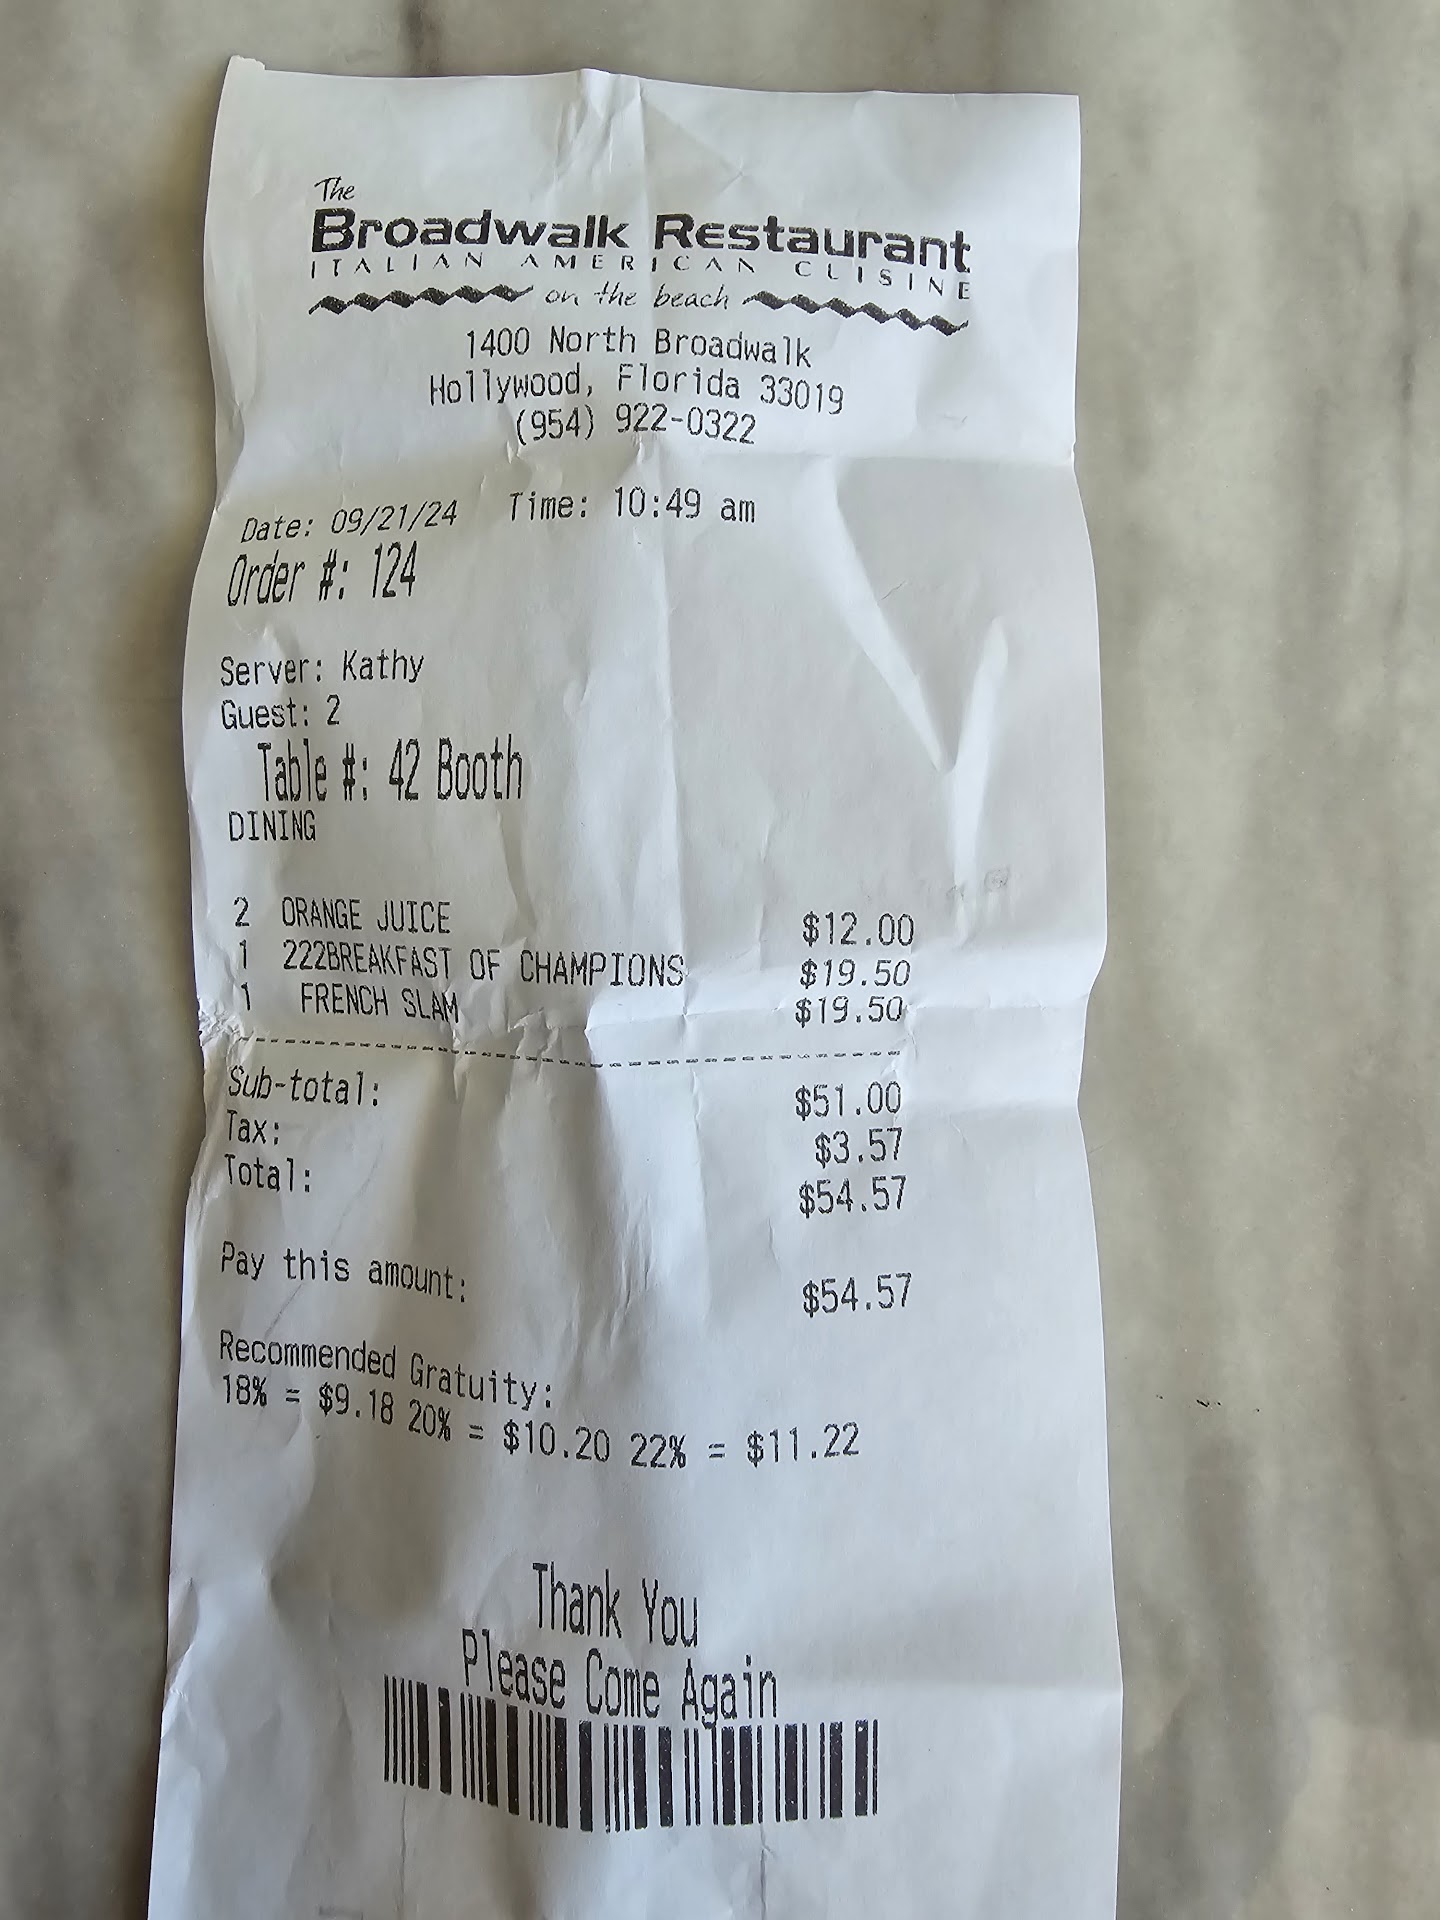 The
Broadwalk Restaurant
ITALIAN AMERICAN CUISINE
on the beach
1400 North Broadwalk
Hollywood, Florida 33019
(954) 922-0322
Date: 09/21/24 Time: 10:49 am
Order #: 124
Server: Kathy
Guest: 2
Table #: 42 Booth
DINING
2 ORANGE JUICE $12.00
1 222BREAKFAST OF CHAMPIONS $19.50
1 FRENCH SLAM $19.50
Sub-total: $51.00
Tax: $3.57
Total: $54.57
Pay this amount: $54.57
Recommended Gratuity:
18% = $9.18 20% = $10.20 22% = $11.22
Thank You
Please Come Again